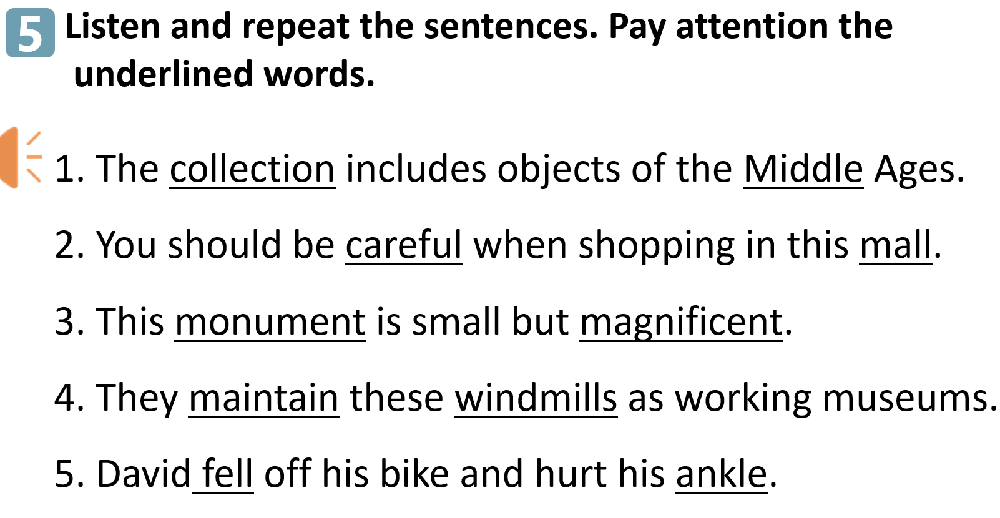 5 Listen and repeat the sentences. Pay attention the
underlined words.
1. The collection includes objects of the Middle Ages.
2. You should be careful when shopping in this mall.
3. This monument is small but magnificent.
4. They maintain these windmills as working museums.
5. David fell off his bike and hurt his ankle.